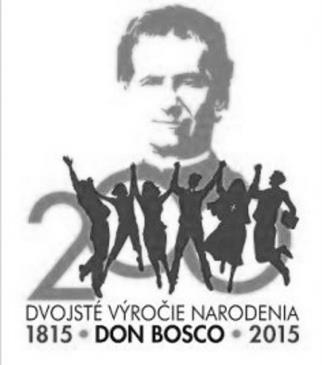 200
DVOJSTÉ VÝROČIE NARODENIA
1815 • DON BOSCO • 2015